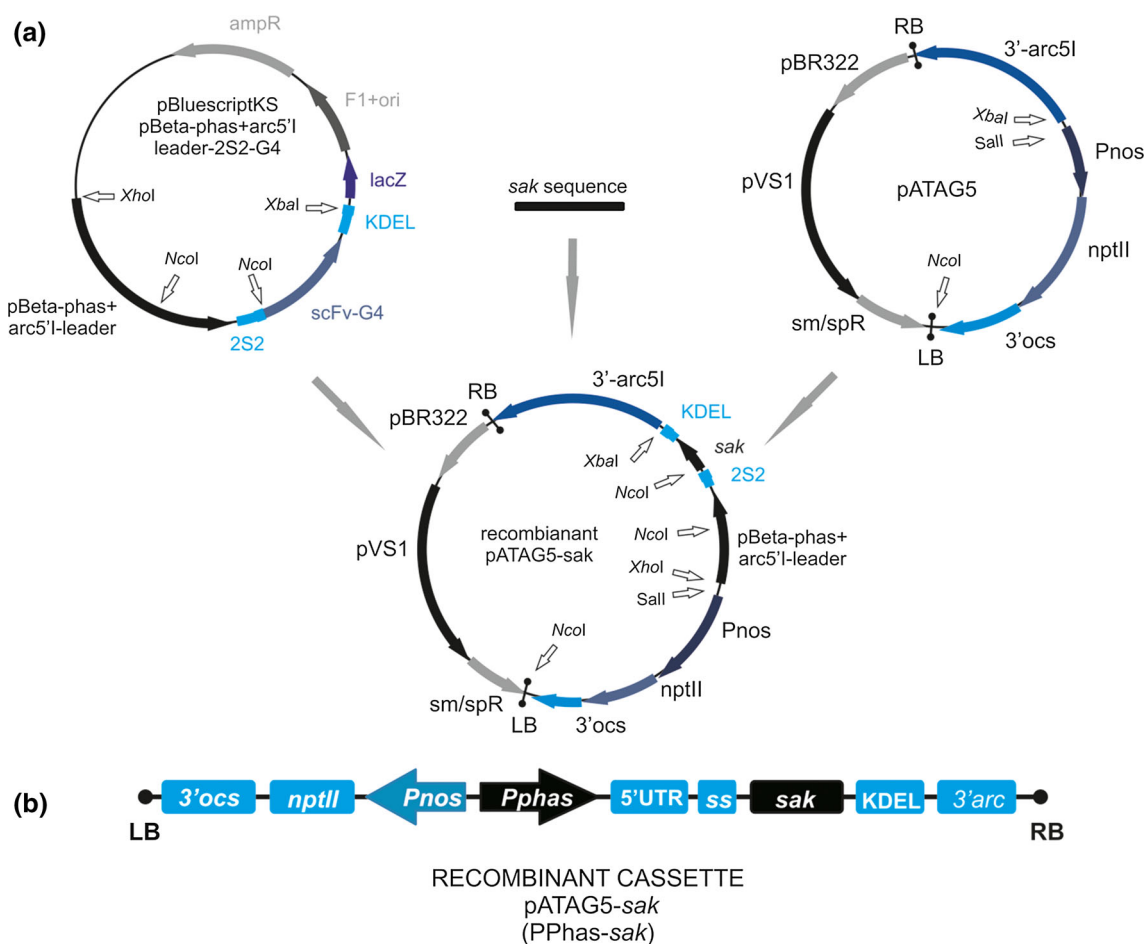 (a)
ampR
pBluescriptKS
pBeta-phas+arc5'I
leader-2S2-G4
F1+ori
lacZ
XbaI
KDEL
XhoI
NcoI
NcoI
pBeta-phas+
arc5'I-leader
2S2
scFv-G4
sak sequence
RB
pBR322
3'-arc5I
XbaI
SalI
Pnos
pVS1
pATAG5
nptII
NcoI
sm/spR
LB
3'ocs
3'-arc5I
RB
pBR322
KDEL
XbaI
sak
2S2
NcoI
NcoI
pVS1
recombianant
pATAG5-sak
pBeta-phas+
arc5'I-leader
XhoI
SalI
Pnos
NcoI
nptII
sm/spR
LB
3'ocs
(b)
3'ocs nptII Pnos Pphas 5'UTR ss sak KDEL 3'arc
LB RB
RECOMBINANT CASSETTE
pATAG5-sak
(PPhas-sak)